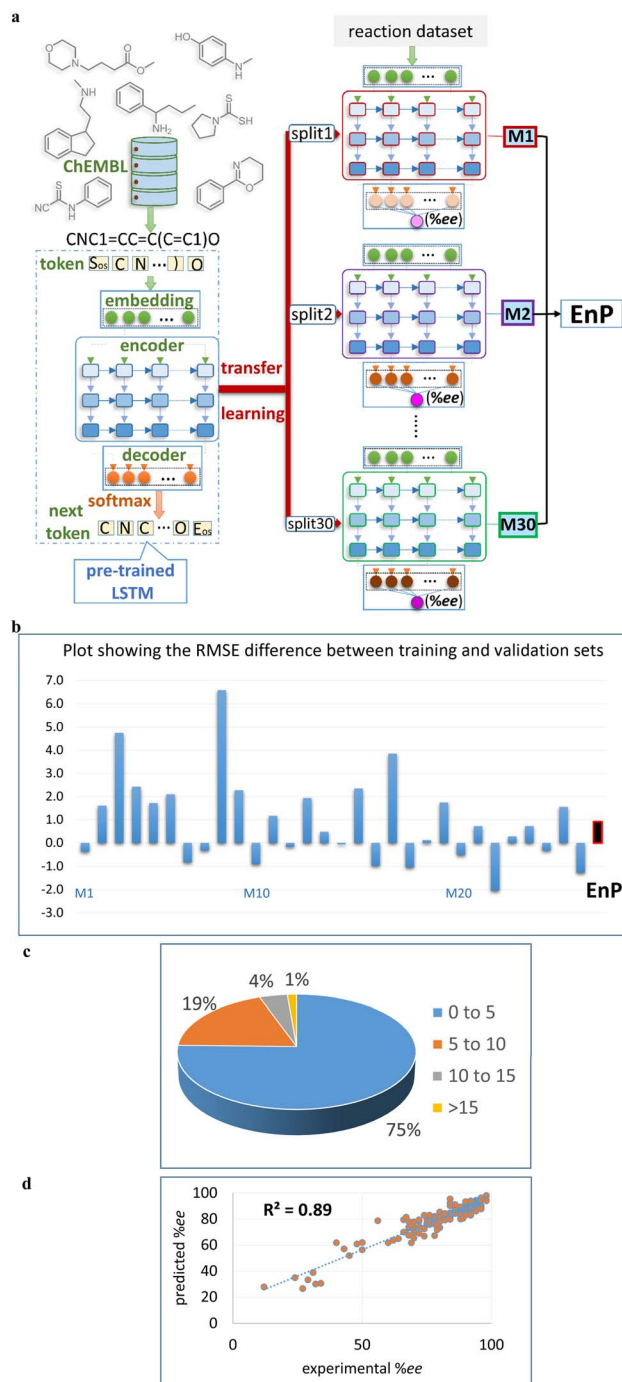 a
reaction dataset
O
N
O
O
HO
N
H
NH
NH₂
S
N
SH
ChEMBL
S
NC
N
H
N
O
split1
M1
(%ee)
CNC1=CC=C(C=C1)O
token Sos C N ··· ) O
embedding
···
encoder
transfer
learning
decoder
···
softmax
next
token
C N C ··· O Eos
pre-trained
LSTM
split2
M2
EnP
(%ee)
split30
M30
(%ee)
b
Plot showing the RMSE difference between training and validation sets
7.0
6.0
5.0
4.0
3.0
2.0
1.0
0.0
-1.0
-2.0
-3.0
M1
M10
M20
EnP
c
4%
1%
19%
75%
0 to 5
5 to 10
10 to 15
>15
d
R² = 0.89
predicted %ee
100
80
60
40
20
0
0
50
100
experimental %ee